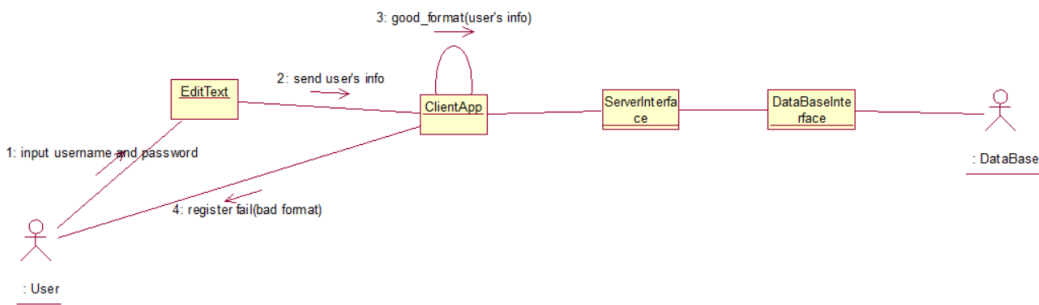 3: good_format(user's info)
2: send user's info
EditText
ClientApp
ServerInterfa
ce
DataBaseInte
rface
1: input username and password
: DataBase
4: register fail(bad format)
: User